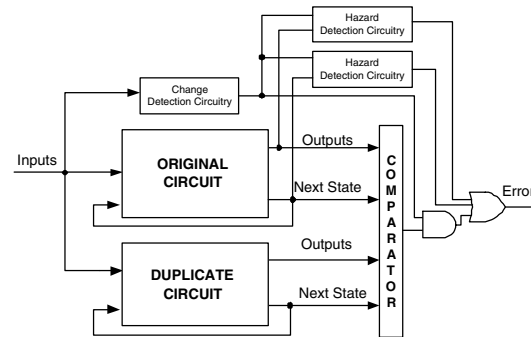 Hazard
Detection Circuitry
Hazard
Detection Circuitry
Change
Detection Circuitry
Inputs
ORIGINAL
CIRCUIT
Outputs
Next State
COMPARATOR
Error
Outputs
DUPLICATE
CIRCUIT
Next State